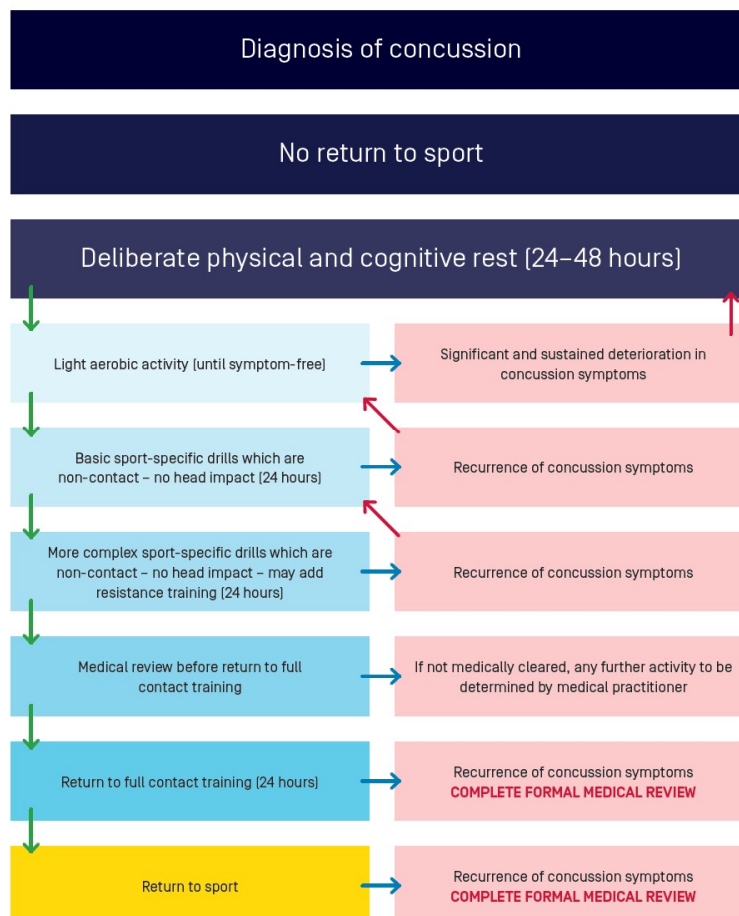 Diagnosis of concussion
No return to sport
Deliberate physical and cognitive rest (24–48 hours)
Light aerobic activity (until symptom-free)
Significant and sustained deterioration in
concussion symptoms
Basic sport-specific drills which are
non-contact – no head impact (24 hours)
Recurrence of concussion symptoms
More complex sport-specific drills which are
non-contact – no head impact – may add
resistance training (24 hours)
Recurrence of concussion symptoms
Medical review before return to full
contact training
If not medically cleared, any further activity to be
determined by medical practitioner
Return to full contact training (24 hours)
Recurrence of concussion symptoms
COMPLETE FORMAL MEDICAL REVIEW
Return to sport
Recurrence of concussion symptoms
COMPLETE FORMAL MEDICAL REVIEW